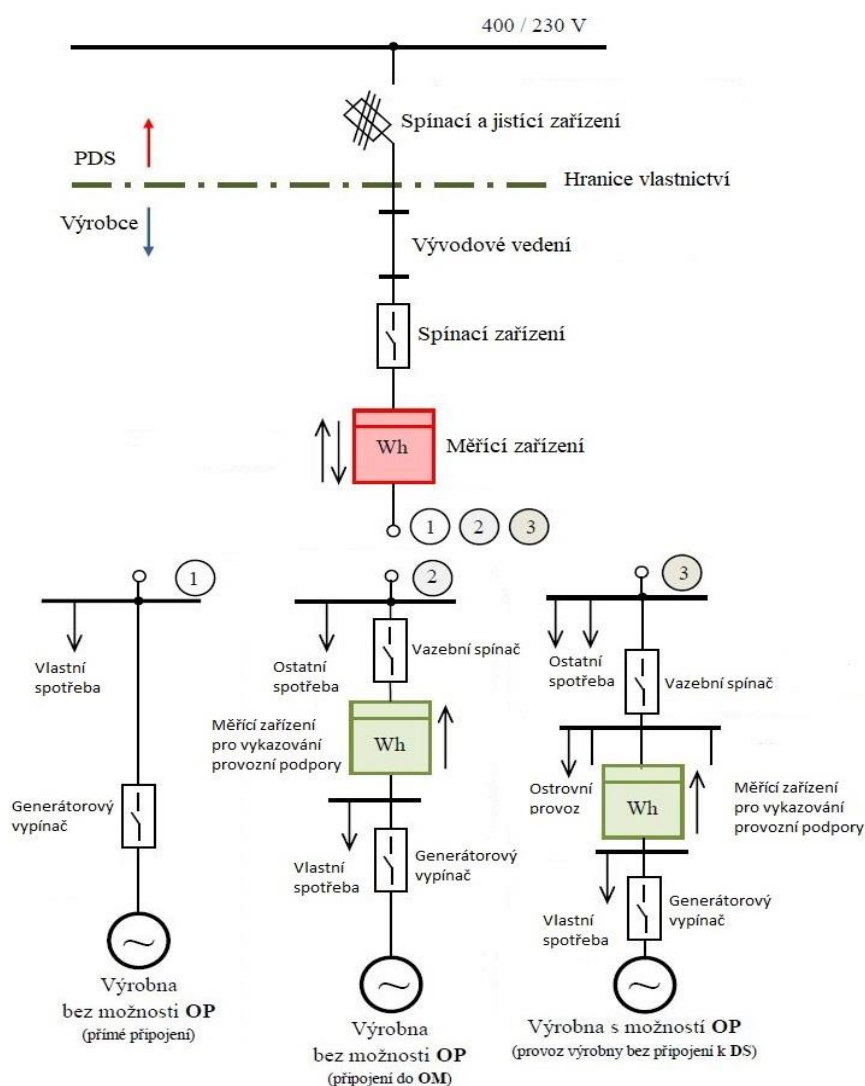 400 / 230 V
Spínací a jistící zařízení
PDS
Hranice vlastnictví
Výrobce
Vývodové vedení
Spínací zařízení
Wh
Měřící zařízení
1
2
3
1
Vlastní
spotřeba
Generátorový
vypínač
~
Výrobna
bez možnosti OP
(přímé připojení)
2
Ostatní
spotřeba
Vazební spínač
Měřící zařízení
pro vykazování
provozní podpory
Wh
Vlastní
spotřeba
Generátorový
vypínač
~
Výrobna
bez možnosti OP
(připojení do OM)
3
Ostatní
spotřeba
Vazební spínač
Ostrovní
provoz
Wh
Měřící zařízení
pro vykazování
provozní podpory
Vlastní
spotřeba
Generátorový
vypínač
~
Výrobna s možností OP
(provoz výrobny bez připojení k DS)